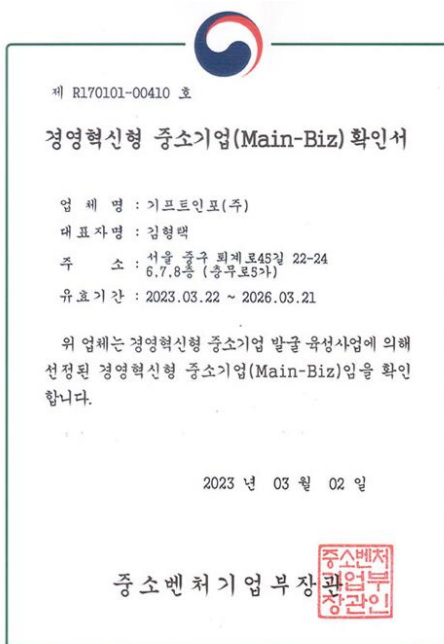 제 R170101-00410 호
경영혁신형 중소기업(Main-Biz)확인서
업 체 명 : 기프트인포(주)
대표자명 : 김형택
주 소 : 서울 중구 퇴계로45길 22-24
6,7,8층 (충무로5가)
유효기간 : 2023.03.22 ~ 2026.03.21
위 업체는 경영혁신형 중소기업 발굴 육성사업에 의해
선정된 경영혁신형 중소기업(Main-Biz)임을 확인
합니다.
2023 년 03 월 02 일
중소벤처기업부장관
중소벤처
기업부
장관인